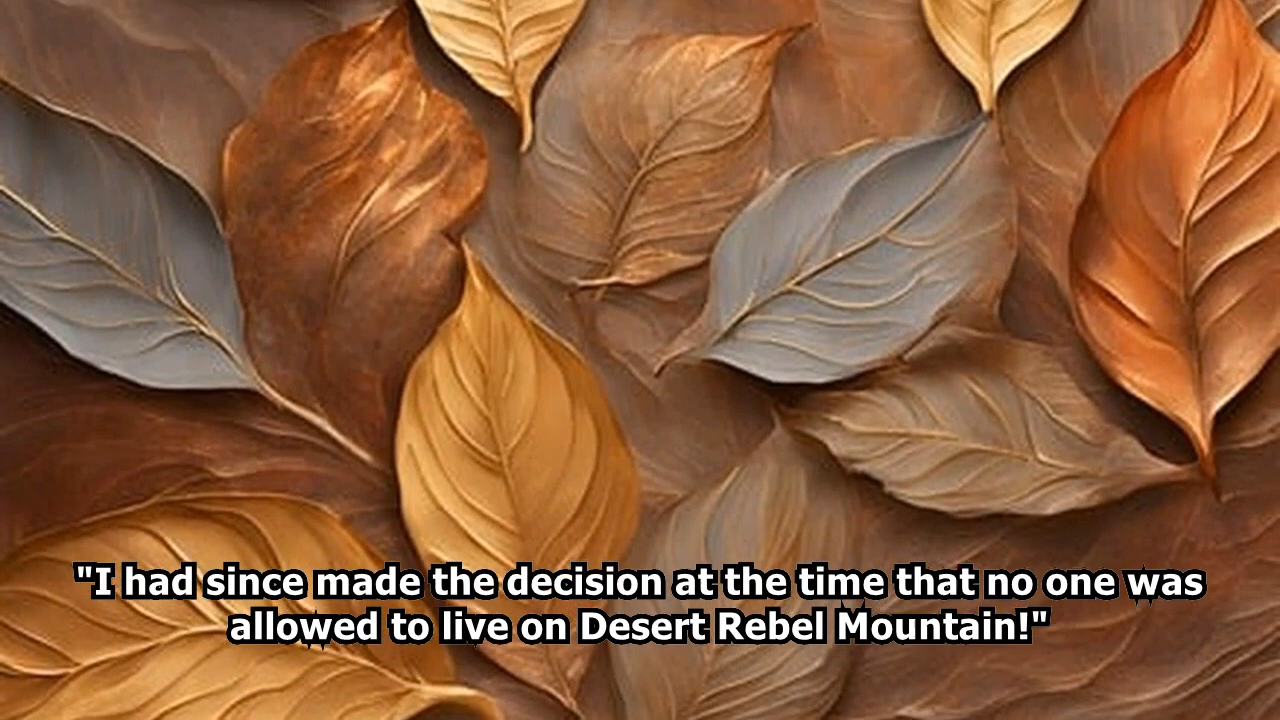 "I had since made the decision at the time that no one was
allowed to live on Desert Rebel Mountain!"